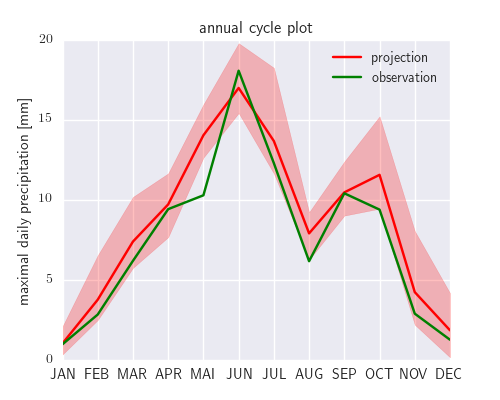 annual cycle plot
projection
observation
maximal daily precipitation [mm]
20
15
10
5
0
JAN FEB MAR APR MAI JUN JUL AUG SEP OCT NOV DEC